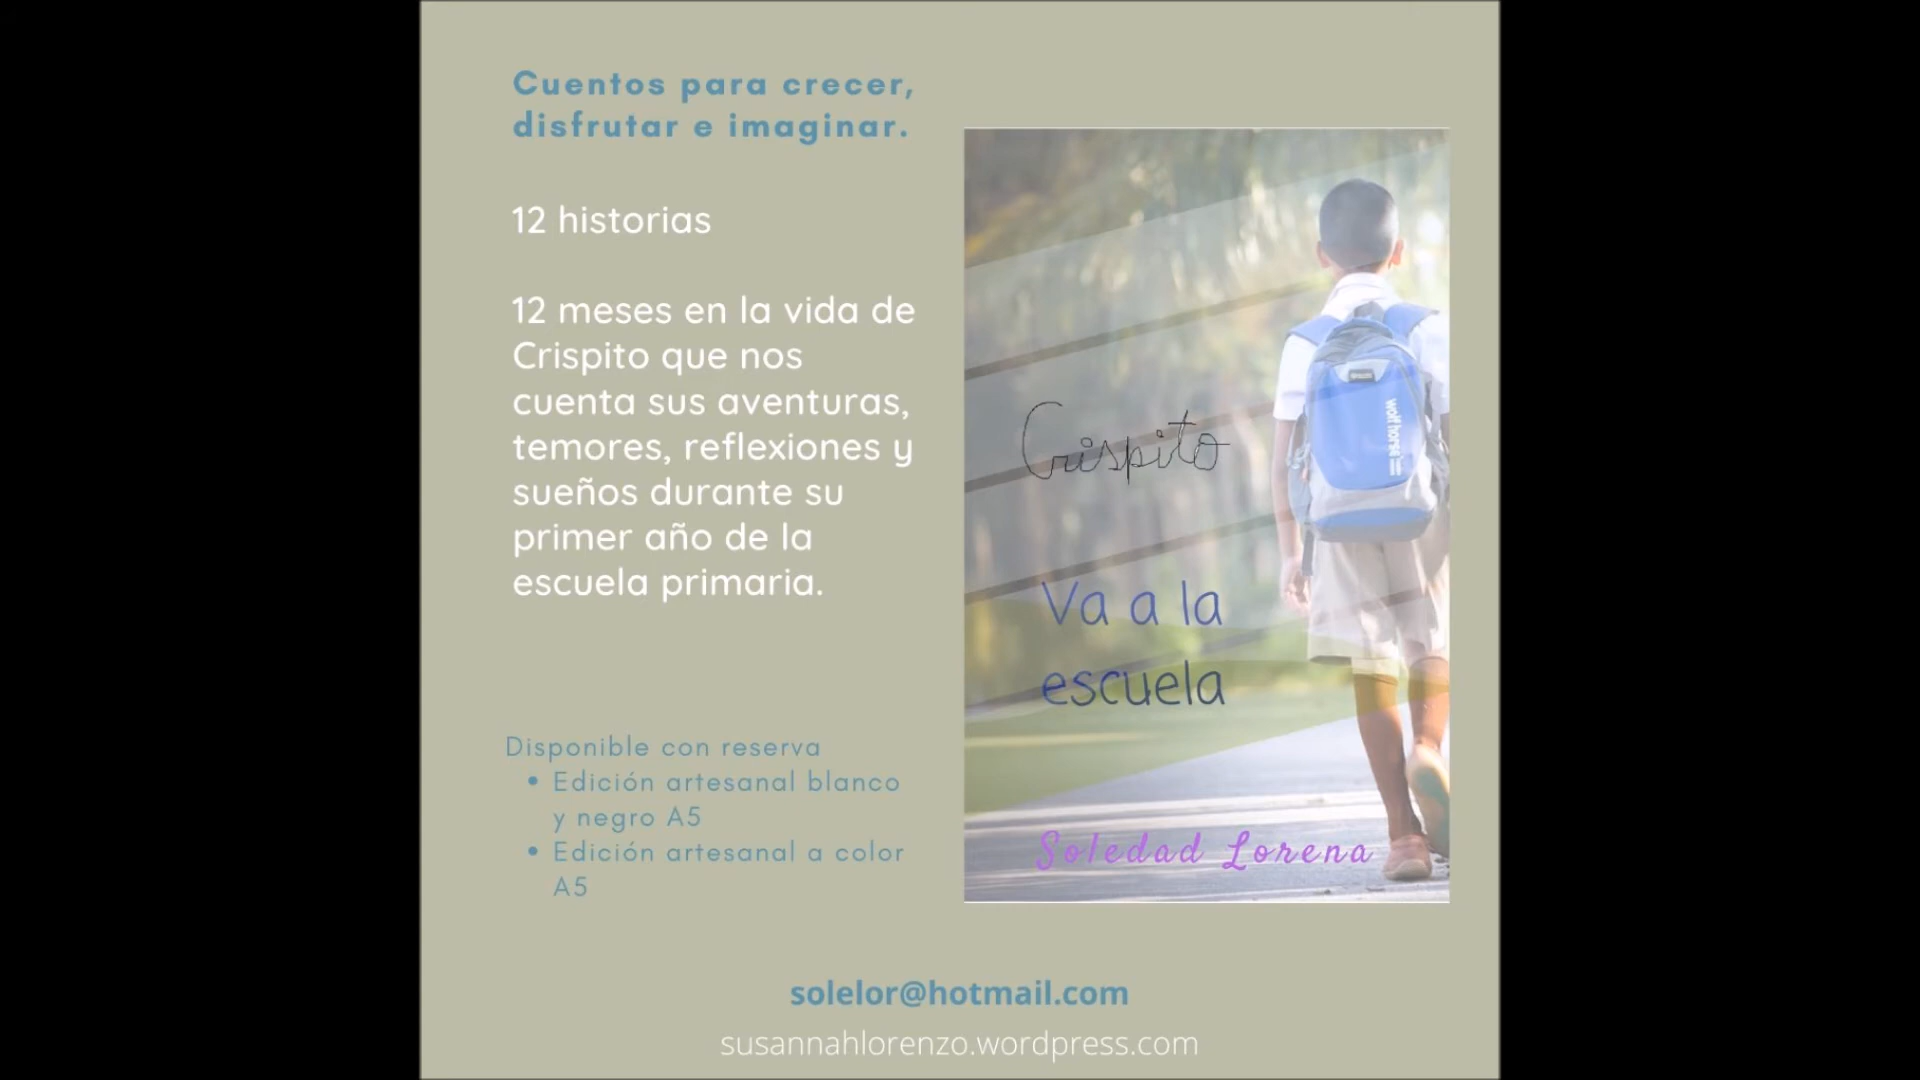 Cuentos para crecer,
disfrutar e imaginar.
12 historias
12 meses en la vida de
Crispito que nos
cuenta sus aventuras,
temores, reflexiones y
sueños durante su
primer año de la
escuela primaria.
Disponible con reserva
• Edición artesanal blanco
y negro A5
• Edición artesanal a color
A5
Crispito
Va a la
escuela
Soledad Lorena
wolf horse
solelor@hotmail.com
susannahlorenzo.wordpress.com